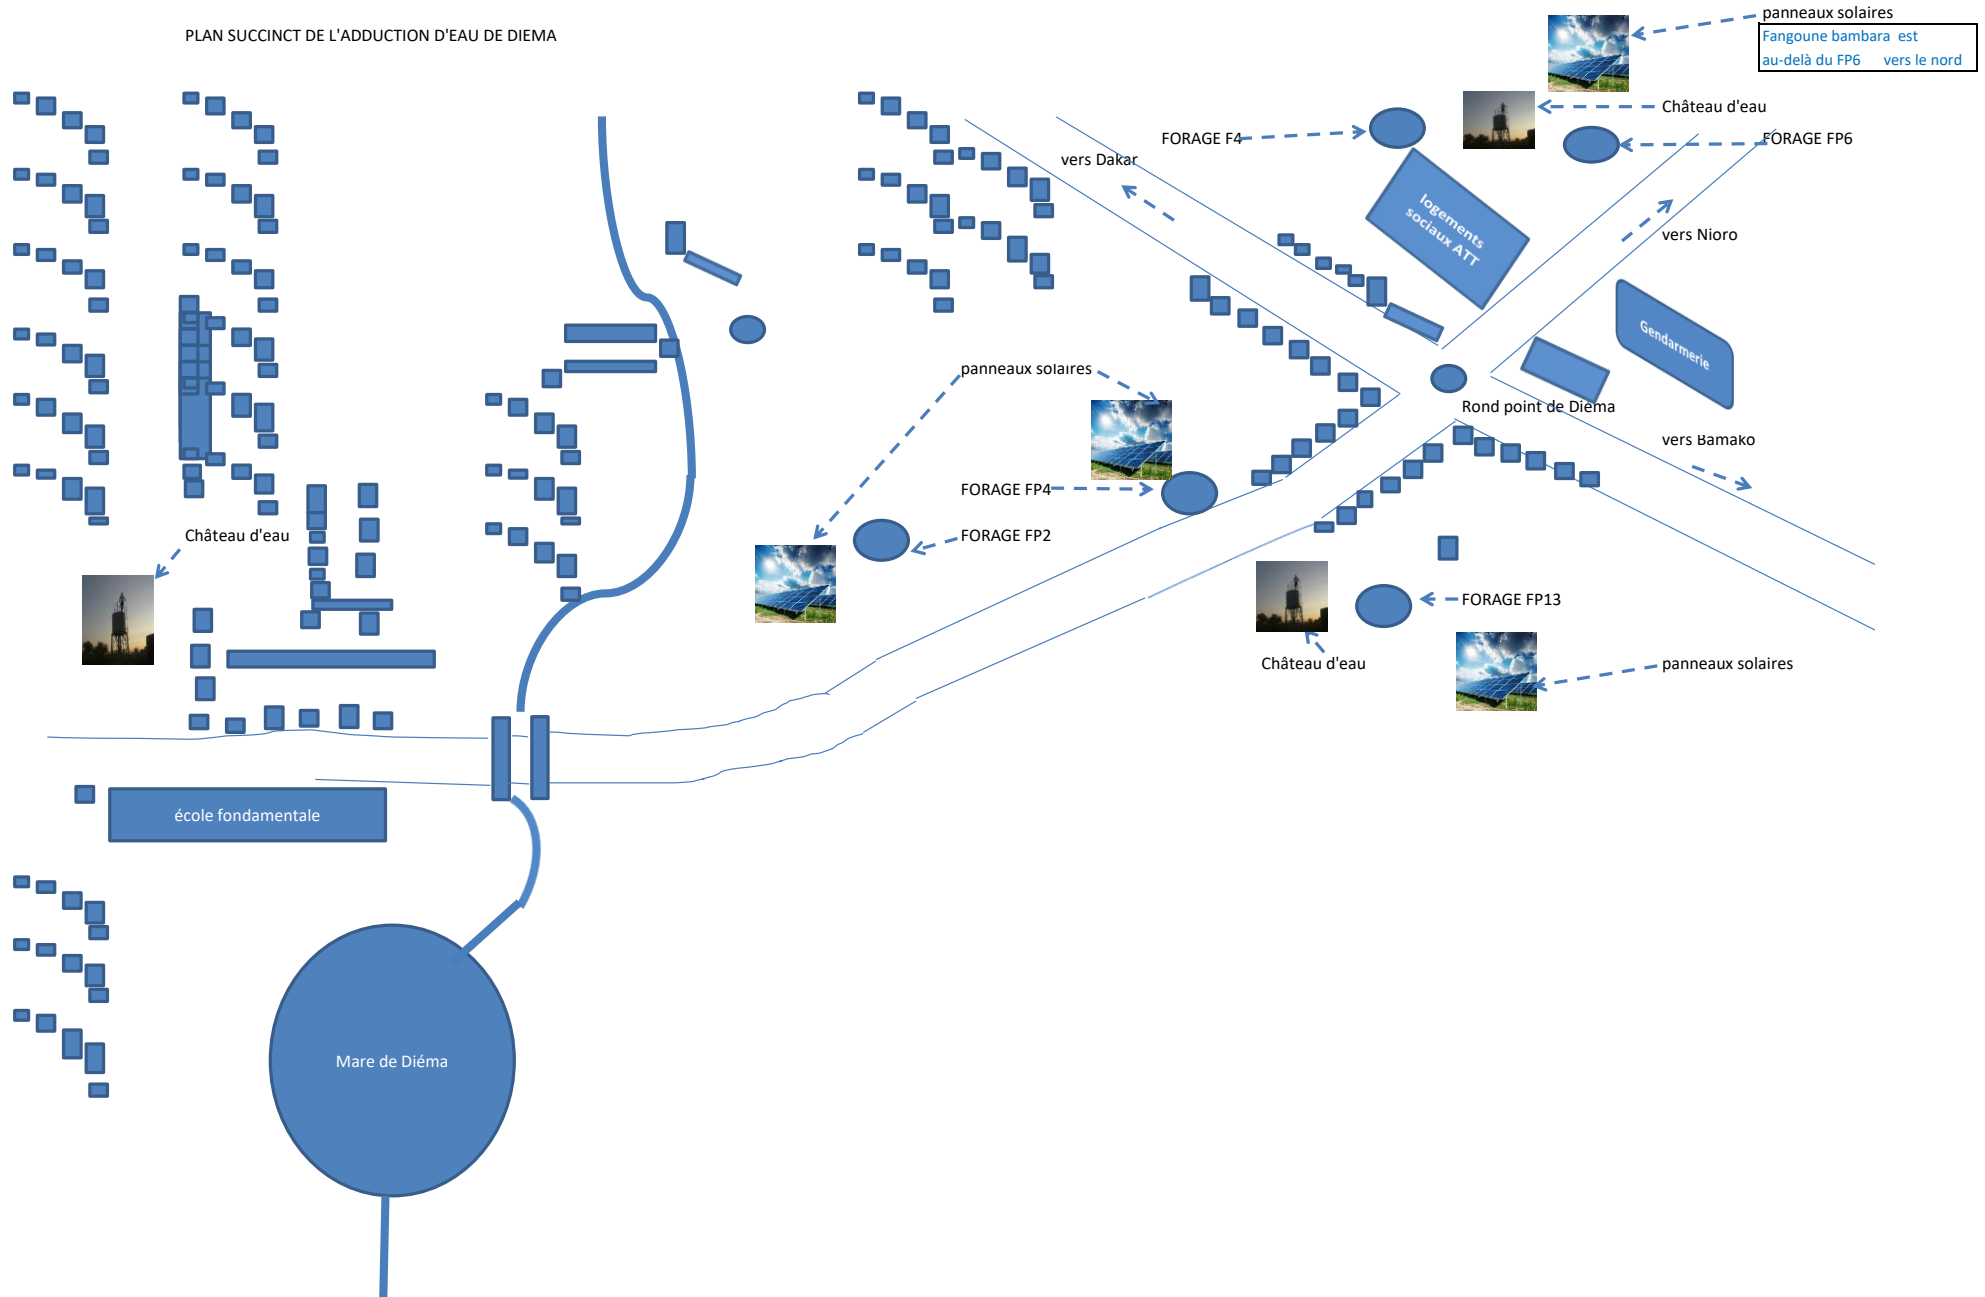 panneaux solaires
PLAN SUCCINCT DE L'ADDUCTION D'EAU DE DIEMA
Fangoune bambara est
au-delà du FP6 vers le nord
Château d'eau
FORAGE F4
FORAGE FP6
vers Dakar
logements
sociaux ATT
vers Nioro
Gendarmerie
panneaux solaires
Rond point de Diema
vers Bamako
FORAGE FP4
Château d'eau
FORAGE FP2
FORAGE FP13
Château d'eau
panneaux solaires
école fondamentale
Mare de Diéma